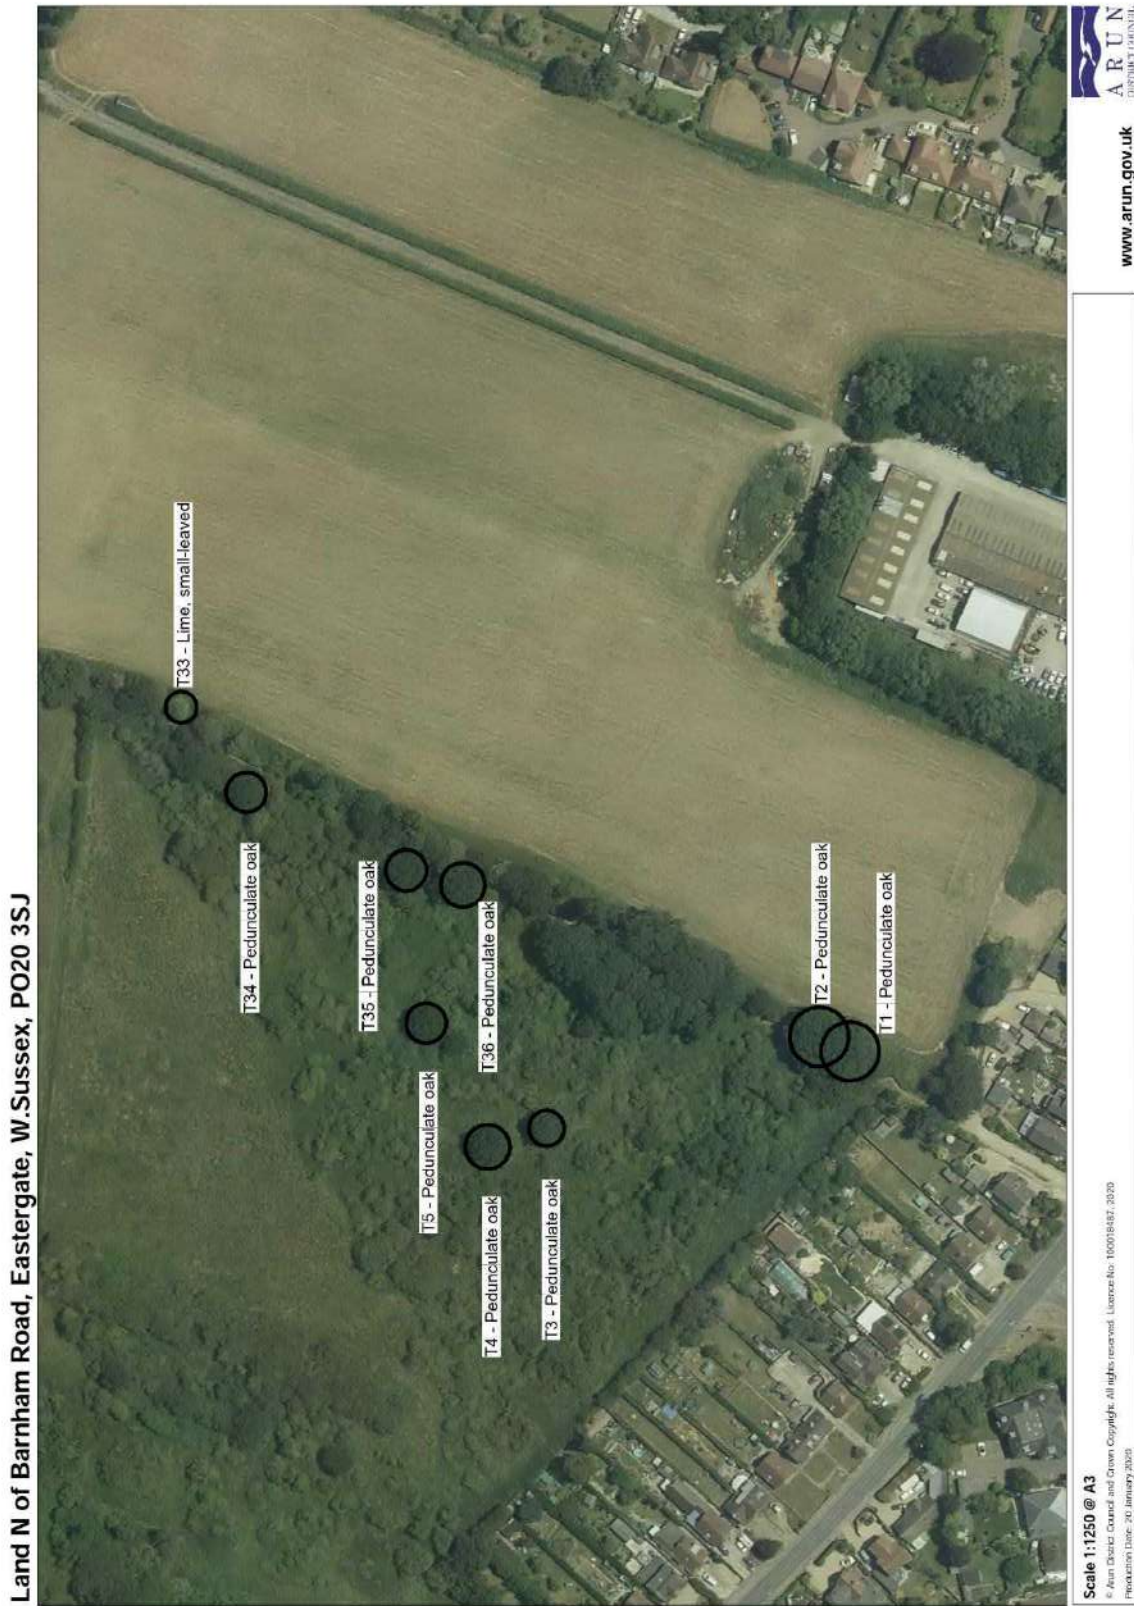 Land N of Barnham Road, Eastergate, W.Sussex, PO20 3SJ
T33 - Lime, small-leaved
T34 - Pedunculate oak
T35 - Pedunculate oak
T36 - Pedunculate oak
T5 - Pedunculate oak
T4 - Pedunculate oak
T3 - Pedunculate oak
T2 - Pedunculate oak
T1 - Pedunculate oak
Scale 1:1250 @ A3
© Arun District Council and Crown Copyright. All rights reserved. Licence No: 100018487, 2020
Production Date: 20 January 2020
www.arun.gov.uk
ARUN
DISTRICT COUNCIL